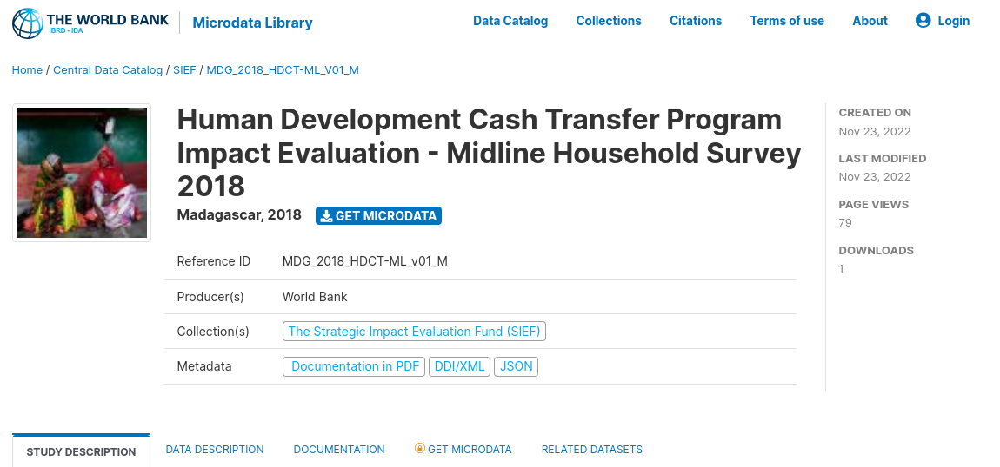 THE WORLD BANK
IBRD • IDA
Microdata Library
Data Catalog
Collections
Citations
Terms of use
About
Login
Home / Central Data Catalog / SIEF / MDG_2018_HDCT-ML_V01_M
Human Development Cash Transfer Program
Impact Evaluation - Midline Household Survey
2018
Madagascar, 2018
GET MICRODATA
Reference ID
MDG_2018_HDCT-ML_v01_M
Producer(s)
World Bank
Collection(s)
The Strategic Impact Evaluation Fund (SIEF)
Metadata
Documentation in PDF
DDI/XML
JSON
CREATED ON
Nov 23, 2022
LAST MODIFIED
Nov 23, 2022
PAGE VIEWS
79
DOWNLOADS
1
STUDY DESCRIPTION
DATA DESCRIPTION
DOCUMENTATION
GET MICRODATA
RELATED DATASETS